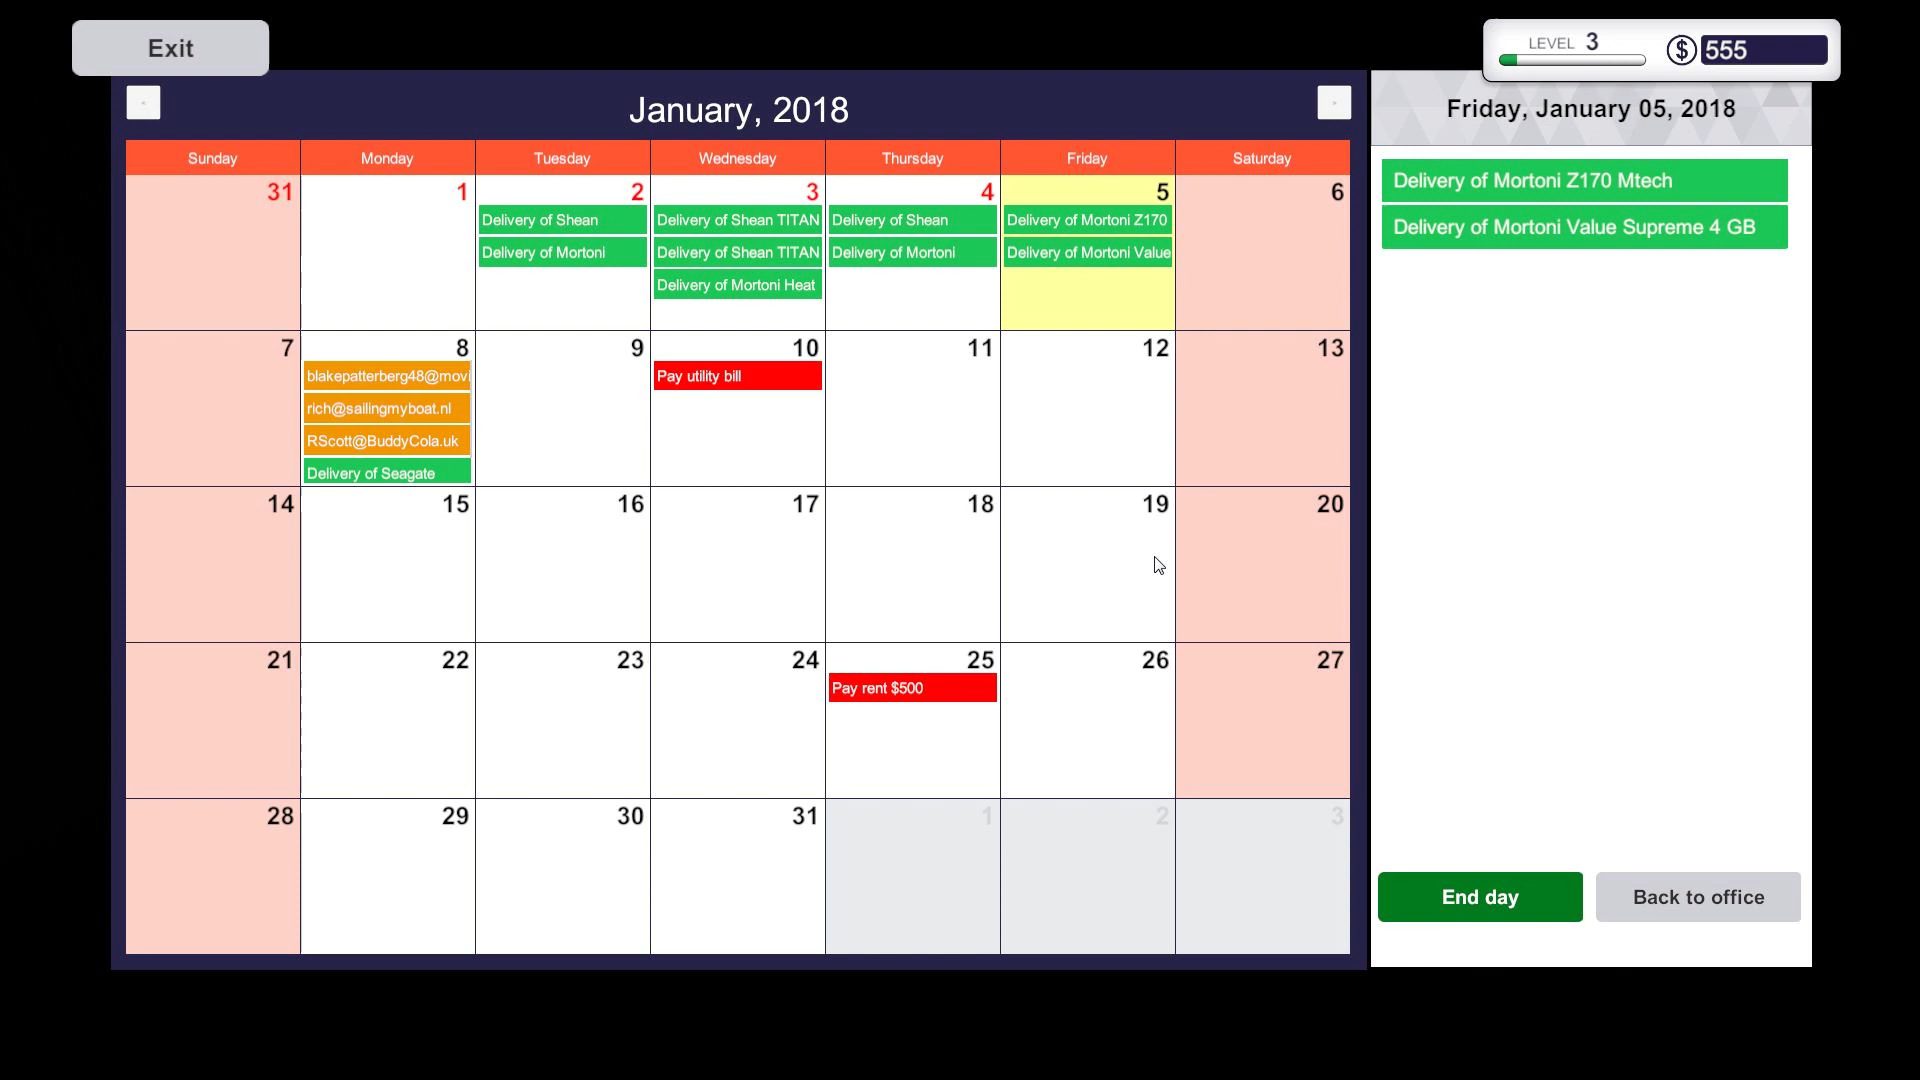 Exit
LEVEL 3
$ 555
January, 2018
Friday, January 05, 2018
Sunday Monday Tuesday Wednesday Thursday Friday Saturday
31 1 2 3 4 5 6
Delivery of Shean
Delivery of Mortoni
Delivery of Shean TITAN
Delivery of Shean TITAN
Delivery of Mortoni Heat
Delivery of Shean
Delivery of Mortoni
Delivery of Mortoni Z170
Delivery of Mortoni Value
7 8 9 10 11 12 13
blakepatterberg48@movi
rich@sailingmyboat.nl
RScott@BuddyCola.uk
Delivery of Seagate
Pay utility bill
14 15 16 17 18 19 20
21 22 23 24 25 26 27
Pay rent $500
28 29 30 31 1 2 3
Delivery of Mortoni Z170 Mtech
Delivery of Mortoni Value Supreme 4 GB
End day
Back to office